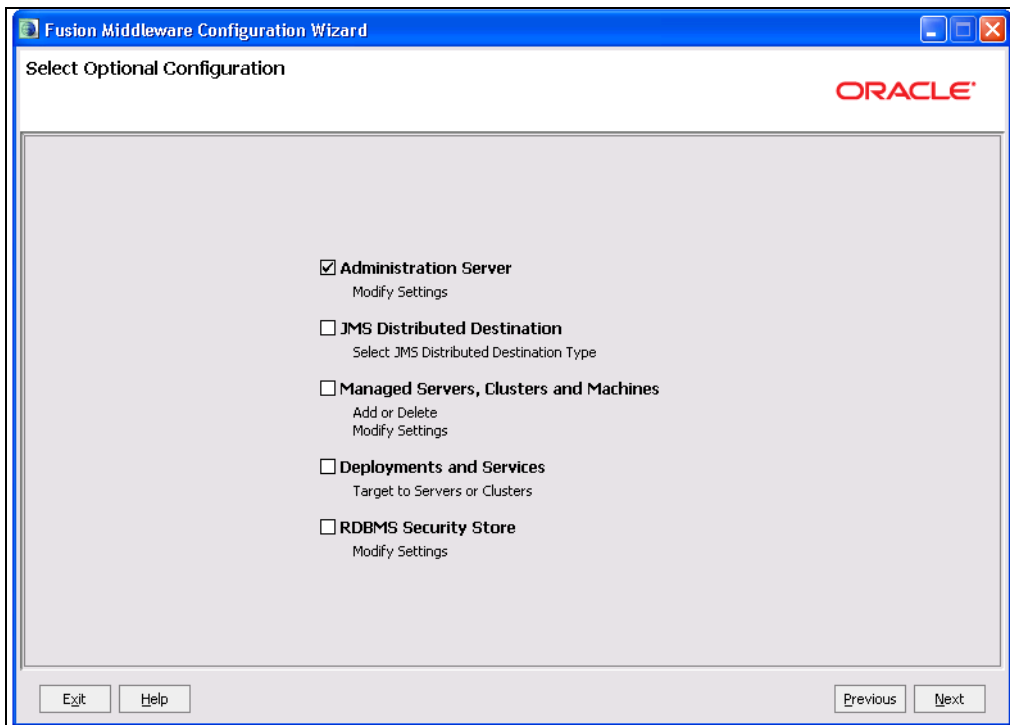 Fusion Middleware Configuration Wizard
Select Optional Configuration
ORACLE
Administration Server
Modify Settings
JMS Distributed Destination
Select JMS Distributed Destination Type
Managed Servers, Clusters and Machines
Add or Delete
Modify Settings
Deployments and Services
Target to Servers or Clusters
RDBMS Security Store
Modify Settings
Exit Help Previous Next